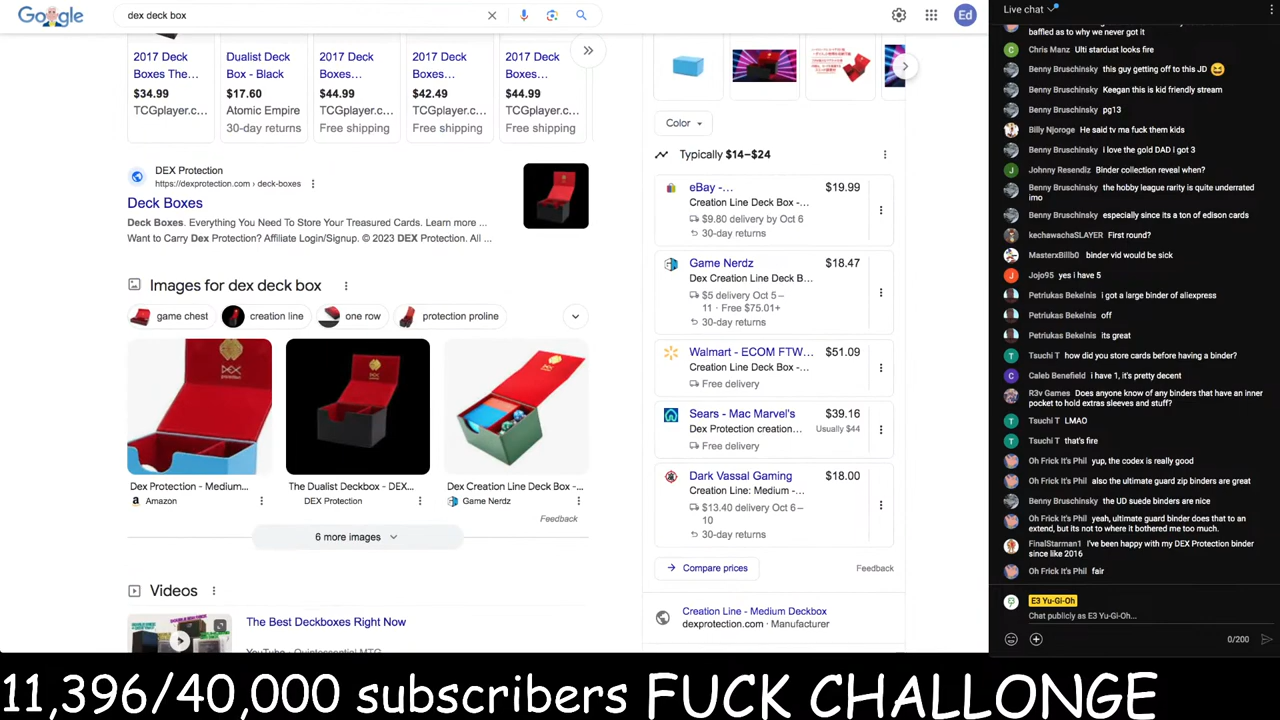 Google
dex deck box
Ed
2017 Deck
Boxes The...
$34.99
TCGplayer.c...
Dualist Deck
Box - Black
$17.60
Atomic Empire
30-day returns
2017 Deck
Boxes...
$44.99
TCGplayer.c...
Free shipping
2017 Deck
Boxes...
$42.49
TCGplayer.c...
Free shipping
2017 Deck
Boxes...
$44.99
TCGplayer.c...
Free shipping
DEX Protection
https://dexprotection.com › deck-boxes
Deck Boxes
Deck Boxes. Everything You Need To Store Your Treasured Cards. Learn more ...
Want to Carry Dex Protection? Affiliate Login/Signup. © 2023 DEX Protection. All ...
Images for dex deck box
game chest
creation line
one row
protection proline
Dex Protection - Medium...
Amazon
The Dualist Deckbox - DEX...
DEX Protection
Dex Creation Line Deck Box -...
Game Nerdz
Feedback
6 more images
Videos
The Best Deckboxes Right Now
YouTube · Quintessential MTG
Color
Typically $14–$24
eBay -...
$19.99
Creation Line Deck Box -...
$9.80 delivery by Oct 6
30-day returns
Game Nerdz
$18.47
Dex Creation Line Deck B...
$5 delivery Oct 5 –
11 · Free $75.01+
30-day returns
Walmart - ECOM FTW...
$51.09
Creation Line Deck Box -...
Free delivery
Sears - Mac Marvel's
$39.16
Dex Protection creation...
Usually $44
Free delivery
Dark Vassal Gaming
$18.00
Creation Line: Medium -...
$13.40 delivery Oct 6 –
10
30-day returns
Compare prices
Feedback
Creation Line - Medium Deckbox
dexprotection.com · Manufacturer
Live chat
baffled as to why we never got it
Chris Manz Ulti stardust looks fire
Benny Bruschinsky this guy getting off to this JD
Benny Bruschinsky Keegan this is kid friendly stream
Benny Bruschinsky pg13
Billy Njoroge He said tv ma fuck them kids
Benny Bruschinsky i love the gold DAD i got 3
Johnny Resendiz Binder collection reveal when?
Benny Bruschinsky the hobby league rarity is quite underrated
imo
Benny Bruschinsky especially since its a ton of edison cards
kechawachaSLAYER First round?
MasterxBillb0 binder vid would be sick
Jojo95 yes i have 5
Petriukas Bekelnis i got a large binder of aliexpress
Petriukas Bekelnis off
Petriukas Bekelnis its great
Tsuchi T how did you store cards before having a binder?
Caleb Benefield i have 1, it's pretty decent
R3v Games Does anyone know of any binders that have an inner
pocket to hold extras sleeves and stuff?
Tsuchi T LMAO
Tsuchi T that's fire
Oh Frick It's Phil yup, the codex is really good
Oh Frick It's Phil also the ultimate guard zip binders are great
Benny Bruschinsky the UD suede binders are nice
Oh Frick It's Phil yeah, ultimate guard binder does that to an
extend, but its not to where it bothered me too much.
FinalStarman1 I've been happy with my DEX Protection binder
since like 2016
Oh Frick It's Phil fair
E3 Yu-Gi-Oh
Chat publicly as E3 Yu-Gi-Oh...
0/200
11,396/40,000 subscribers FUCK CHALLONGE